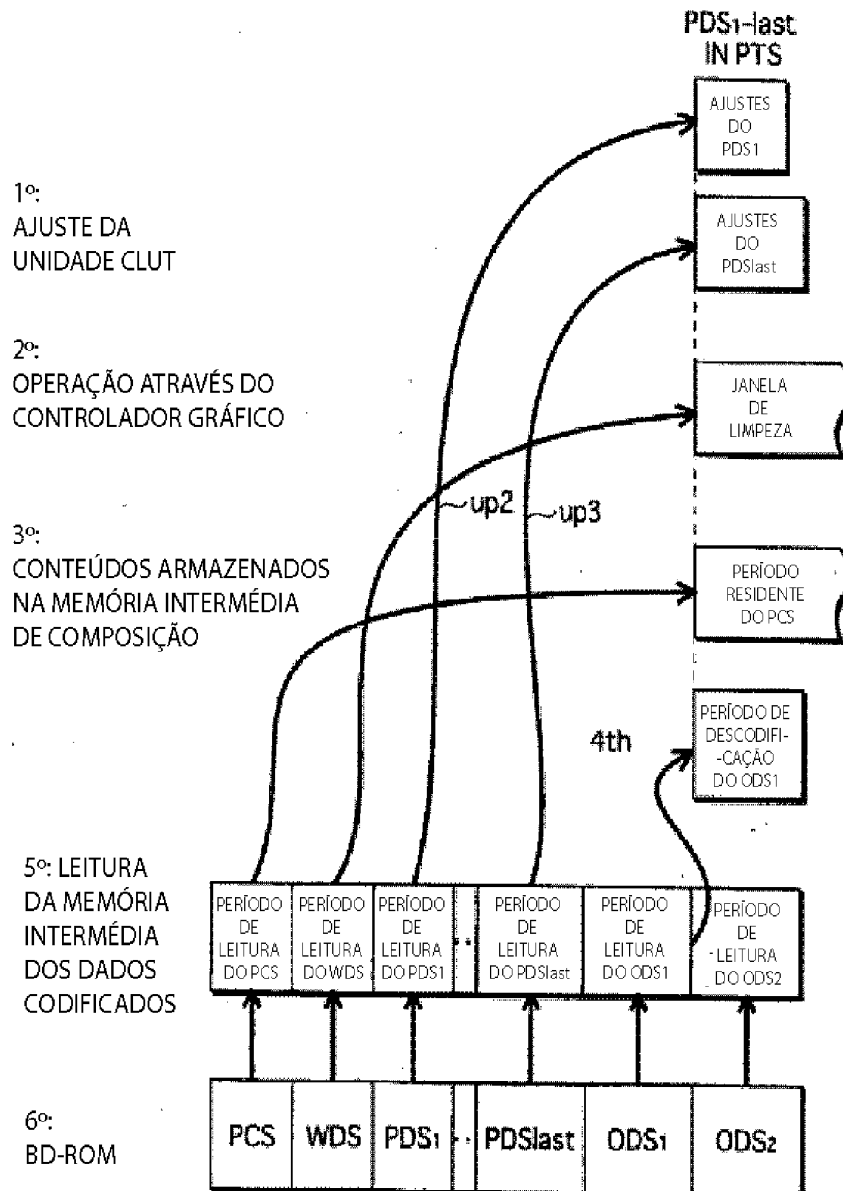 PDS1-last
IN PTS
AJUSTES
DO
PDS1
1º:
AJUSTE DA
UNIDADE CLUT
AJUSTES
DO
PDSlast
2º:
OPERAÇÃO ATRAVÉS DO
CONTROLADOR GRÁFICO
JANELA
DE
LIMPEZA
up2
up3
3º:
CONTEÚDOS ARMAZENADOS
NA MEMÓRIA INTERMÉDIA
DE COMPOSIÇÃO
PERÍODO
RESIDENTE
DO PCS
4th
PERÍODO DE
DESCODIFI-
-CAÇÃO
DO ODS1
5º: LEITURA
DA MEMÓRIA
INTERMÉDIA
DOS DADOS
CODIFICADOS
PERÍODO
DE
LEITURA
DO PCS
PERÍODO
DE
LEITURA
DO WDS
PERÍODO
DE
LEITURA
DO PDS1
PERÍODO
DE
LEITURA
DO PDSlast
PERÍODO
DE
LEITURA
DO ODS1
PERÍODO
DE
LEITURA
DO ODS2
6º:
BD-ROM
PCS
WDS
PDS1
PDSlast
ODS1
ODS2